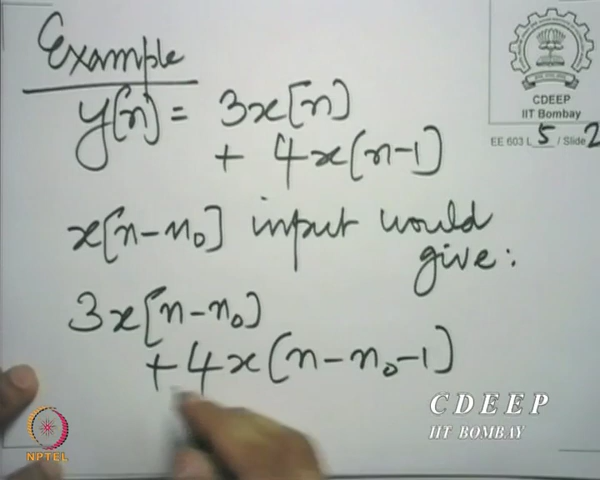 Example
y[n] = 3x[n]
+ 4x[n-1]
x[n-n₀] input would
give:
3x[n-n₀]
+4x[n-n₀-1]
CDEEP
IIT Bombay
EE 603 L 5 / Slide 2
CDEEP
IIT BOMBAY
NPTEL